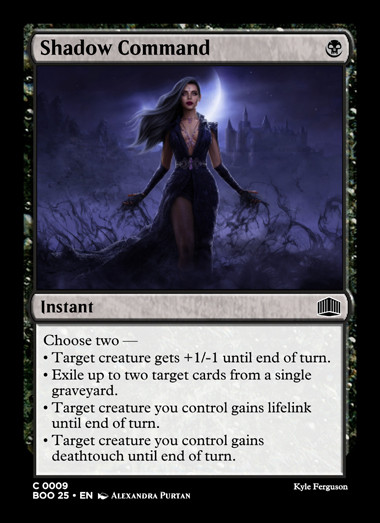 Shadow Command
Instant
Choose two —
• Target creature gets +1/-1 until end of turn.
• Exile up to two target cards from a single
graveyard.
• Target creature you control gains lifelink
until end of turn.
• Target creature you control gains
deathtouch until end of turn.
C 0009
BOO 25 • EN Alexandra Purtan
Kyle Ferguson